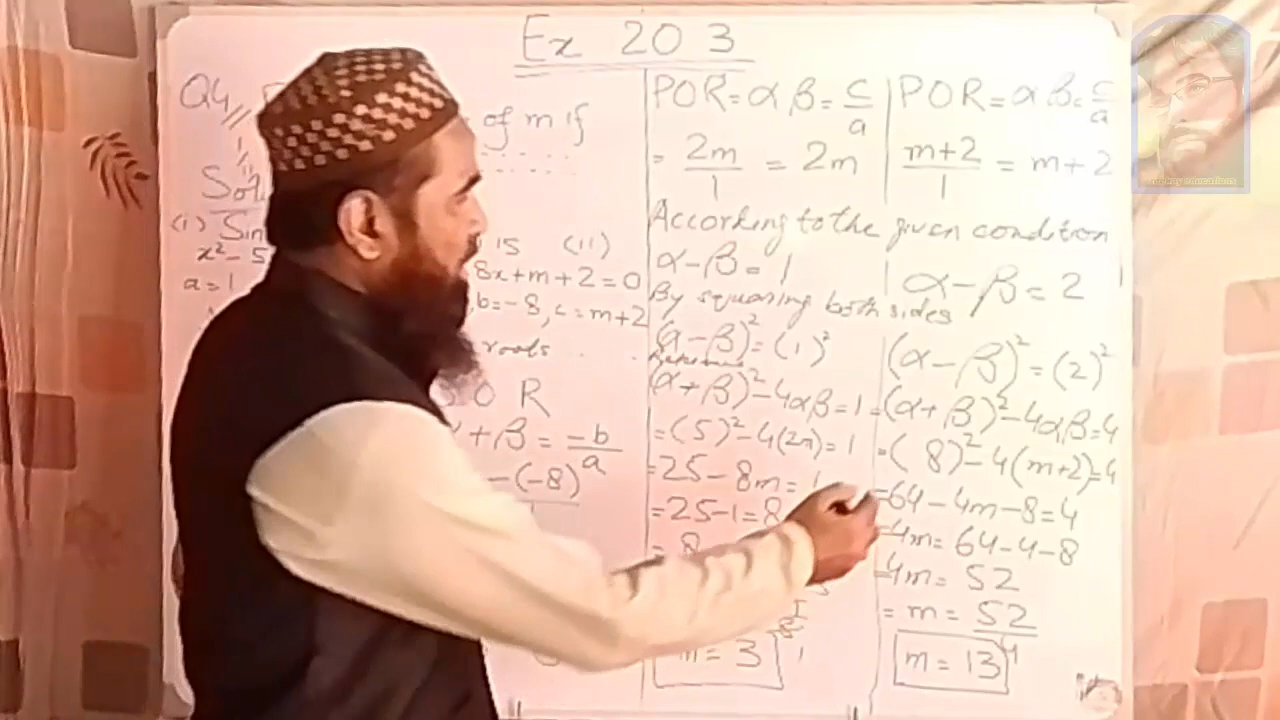 Ex 20 3
Q4
of m if
Solu
(i) Sin
x² - 5
a = 1
is (ii)
8x + m + 2 = 0
b = -8, c = m+2
roots . . .
S O R
α + β = -b/a
-(-8)
POR = αβ = c/a
= 2m/1 = 2m
According to the given condition
α - β = 1
By squaring both sides
(α - β)² = (1)²
(α + β)² - 4αβ = 1
= (5)² - 4(2m) = 1
= 25 - 8m = 1
= 25 - 1 = 8
= 8
m = 3
POR = αβ = c/a
m+2/1 = m + 2
α - β = 2
(α - β)² = (2)²
= (α + β)² - 4αβ = 4
= (8)² - 4(m+2) = 4
= 64 - 4m - 8 = 4
4m = 64 - 4 - 8
= 4m = 52
= m = 52/4
m = 13